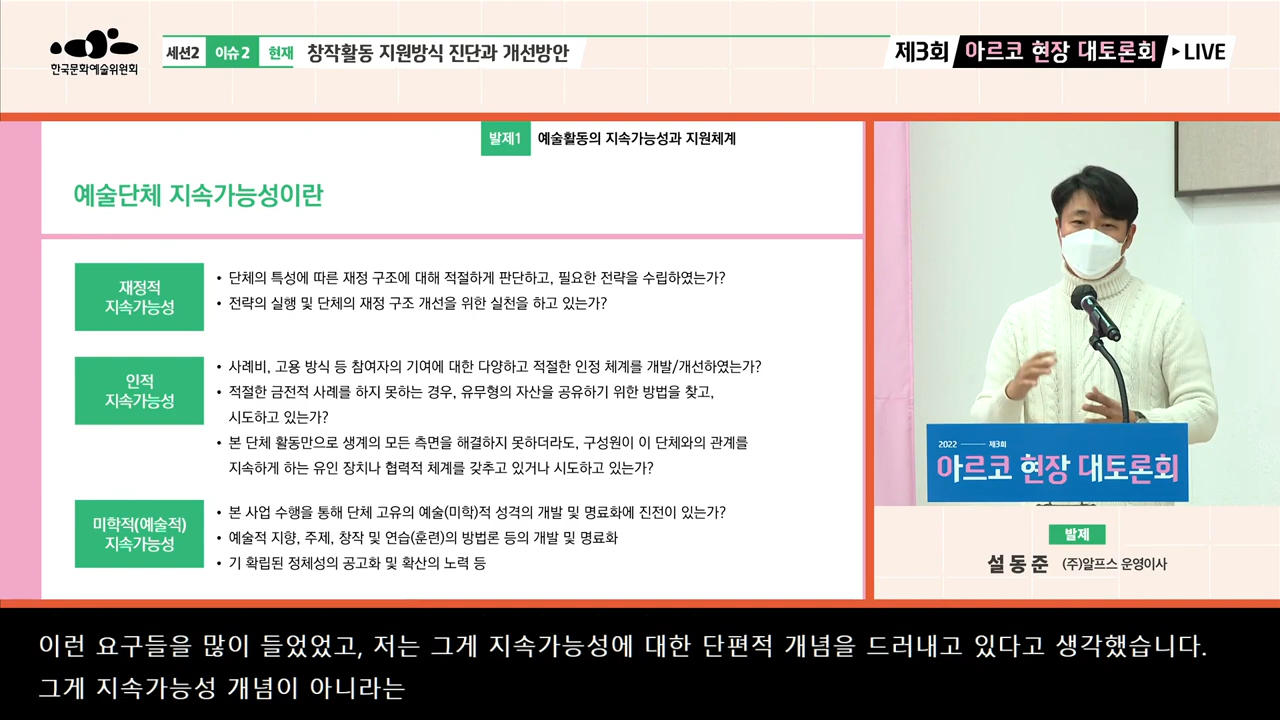 한국문화예술위원회
세션2 이슈 2 현재 창작활동 지원방식 진단과 개선방안
제3회 아르코 현장 대토론회 ▸LIVE
발제1 예술활동의 지속가능성과 지원체계
예술단체 지속가능성이란
재정적
지속가능성
• 단체의 특성에 따른 재정 구조에 대해 적절하게 판단하고, 필요한 전략을 수립하였는가?
• 전략의 실행 및 단체의 재정 구조 개선을 위한 실천을 하고 있는가?
인적
지속가능성
• 사례비, 고용 방식 등 참여자의 기여에 대한 다양하고 적절한 인정 체계를 개발/개선하였는가?
• 적절한 금전적 사례를 하지 못하는 경우, 유무형의 자산을 공유하기 위한 방법을 찾고,
시도하고 있는가?
• 본 단체 활동만으로 생계의 모든 측면을 해결하지 못하더라도, 구성원이 이 단체와의 관계를
지속하게 하는 유인 장치나 협력적 체계를 갖추고 있거나 시도하고 있는가?
미학적(예술적)
지속가능성
• 본 사업 수행을 통해 단체 고유의 예술(미학)적 성격의 개발 및 명료화에 진전이 있는가?
• 예술적 지향, 주제, 창작 및 연습(훈련)의 방법론 등의 개발 및 명료화
• 기 확립된 정체성의 공고화 및 확산의 노력 등
2022 제3회
아르코 현장 대토론회
발제
설동준 (주)알프스 운영이사
이런 요구들을 많이 들었었고, 저는 그게 지속가능성에 대한 단편적 개념을 드러내고 있다고 생각했습니다.
그게 지속가능성 개념이 아니라는